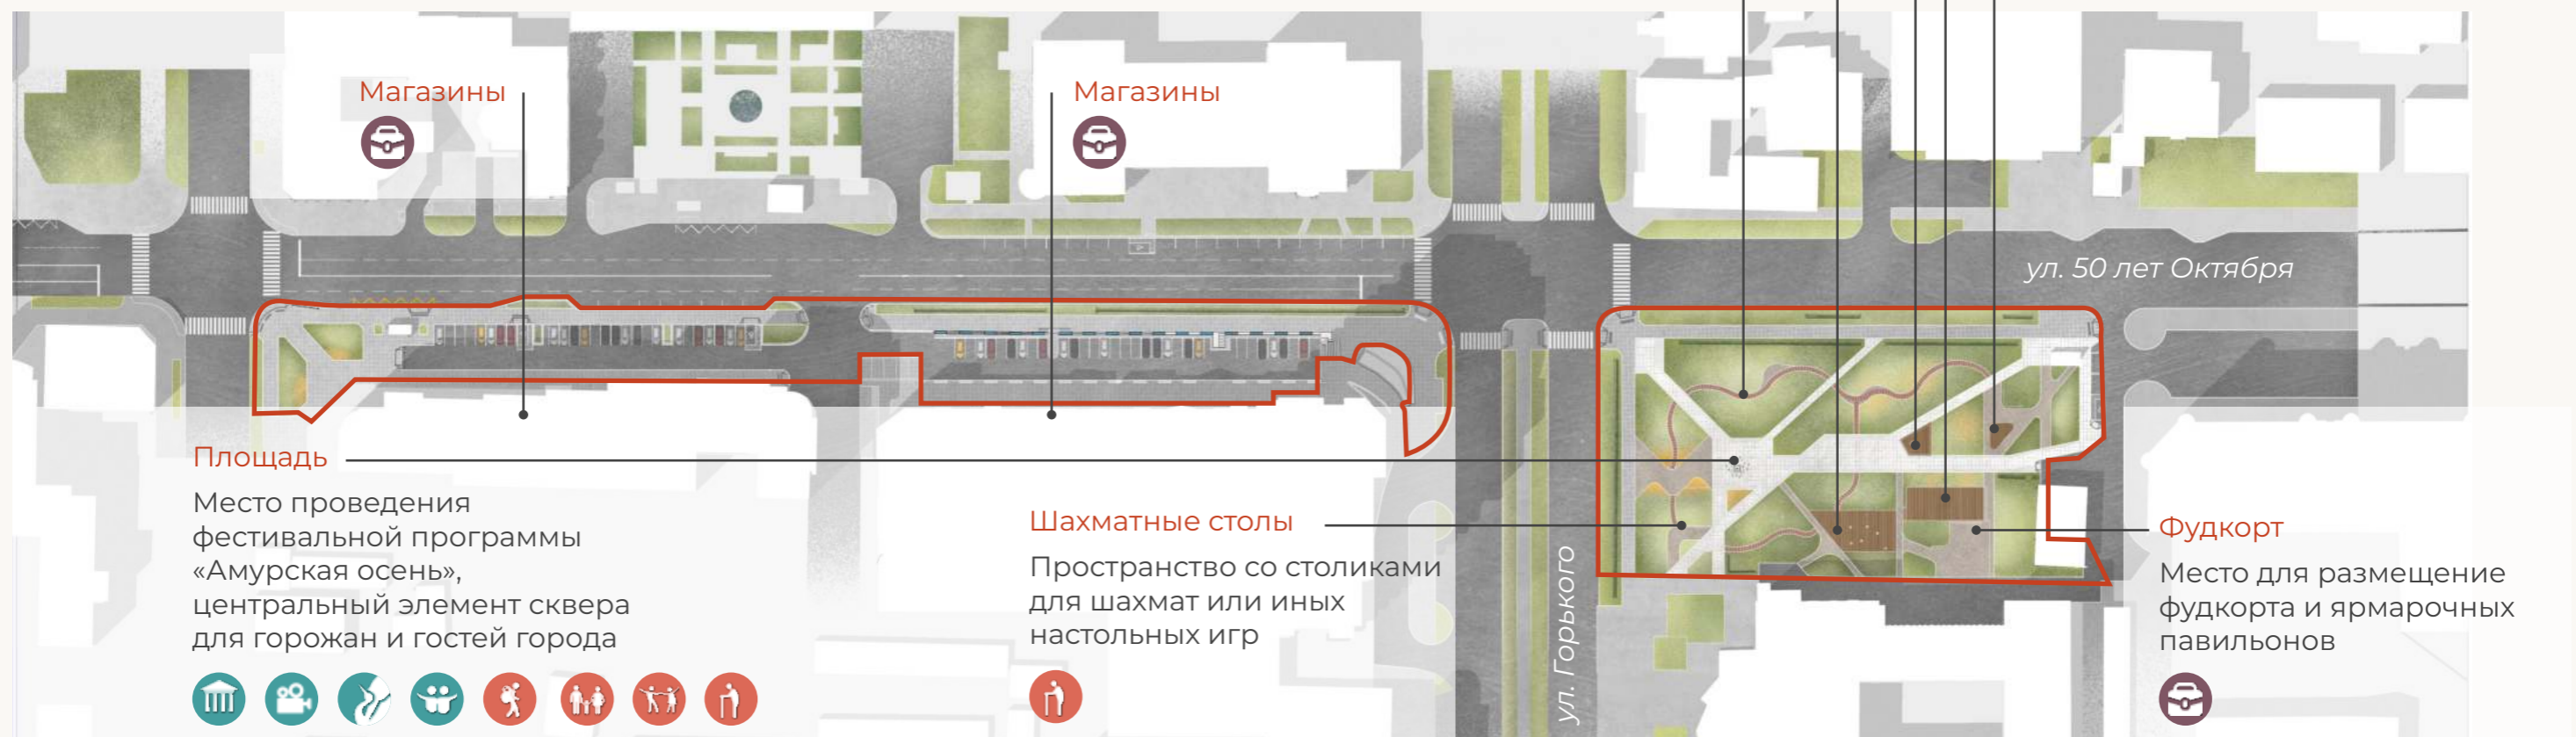 Магазины
Магазины
ул. 50 лет Октября
Площадь
Место проведения
фестивальной программы
«Амурская осень»,
центральный элемент сквера
для горожан и гостей города
Шахматные столы
Пространство со столиками
для шахмат или иных
настольных игр
ул. Горького
Фудкорт
Место для размещение
фудкорта и ярмарочных
павильонов